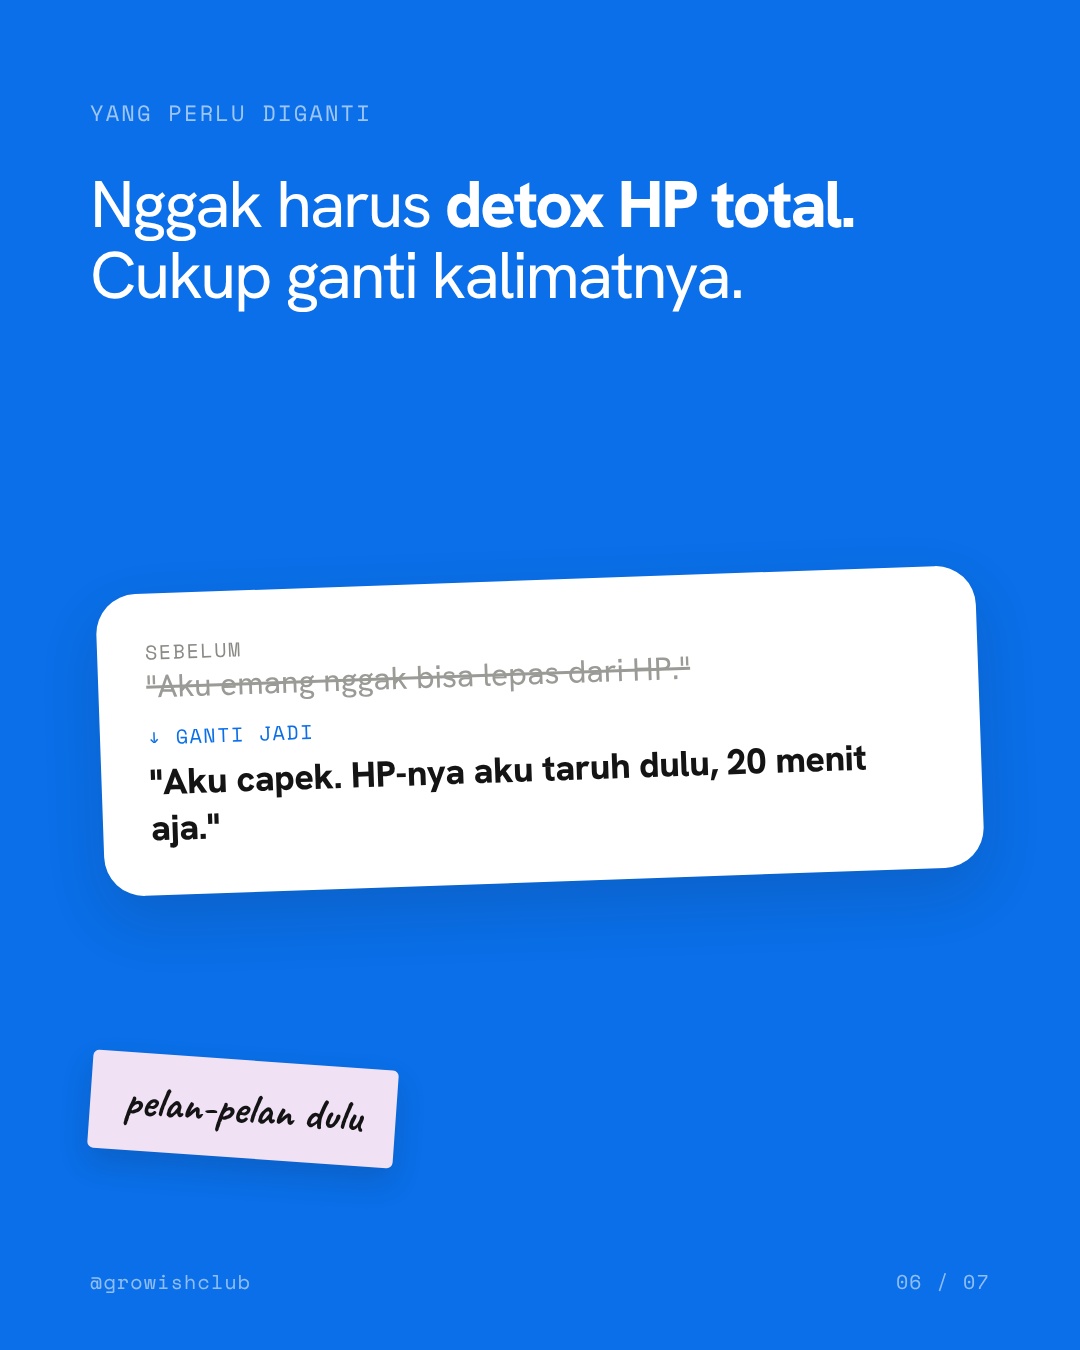 YANG PERLU DIGANTI
Nggak harus detox HP total.
Cukup ganti kalimatnya.
SEBELUM
"Aku emang nggak bisa lepas dari HP."
↓ GANTI JADI
"Aku capek. HP-nya aku taruh dulu, 20 menit
aja."
pelan-pelan dulu
@growishclub
06 / 07